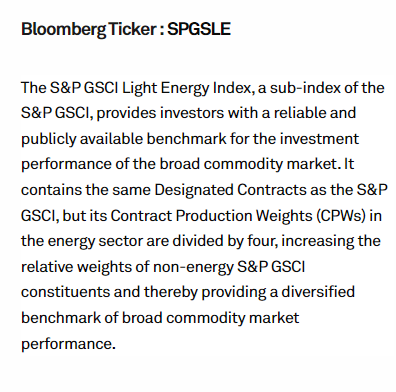 Bloomberg Ticker : SPGSLE
The S&P GSCI Light Energy Index, a sub-index of the
S&P GSCI, provides investors with a reliable and
publicly available benchmark for the investment
performance of the broad commodity market. It
contains the same Designated Contracts as the S&P
GSCI, but its Contract Production Weights (CPWs) in
the energy sector are divided by four, increasing the
relative weights of non-energy S&P GSCI
constituents and thereby providing a diversified
benchmark of broad commodity market
performance.